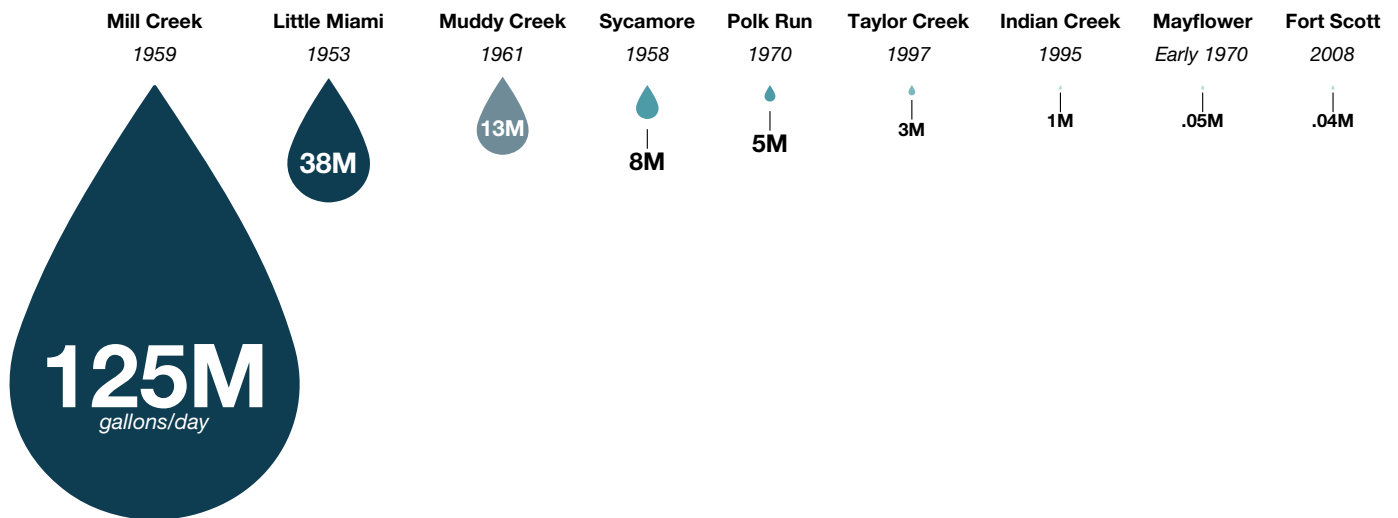 Mill Creek
1959
125M
gallons/day
Little Miami
1953
38M
Muddy Creek
1961
13M
Sycamore
1958
8M
Polk Run
1970
5M
Taylor Creek
1997
3M
Indian Creek
1995
1M
Mayflower
Early 1970
.05M
Fort Scott
2008
.04M